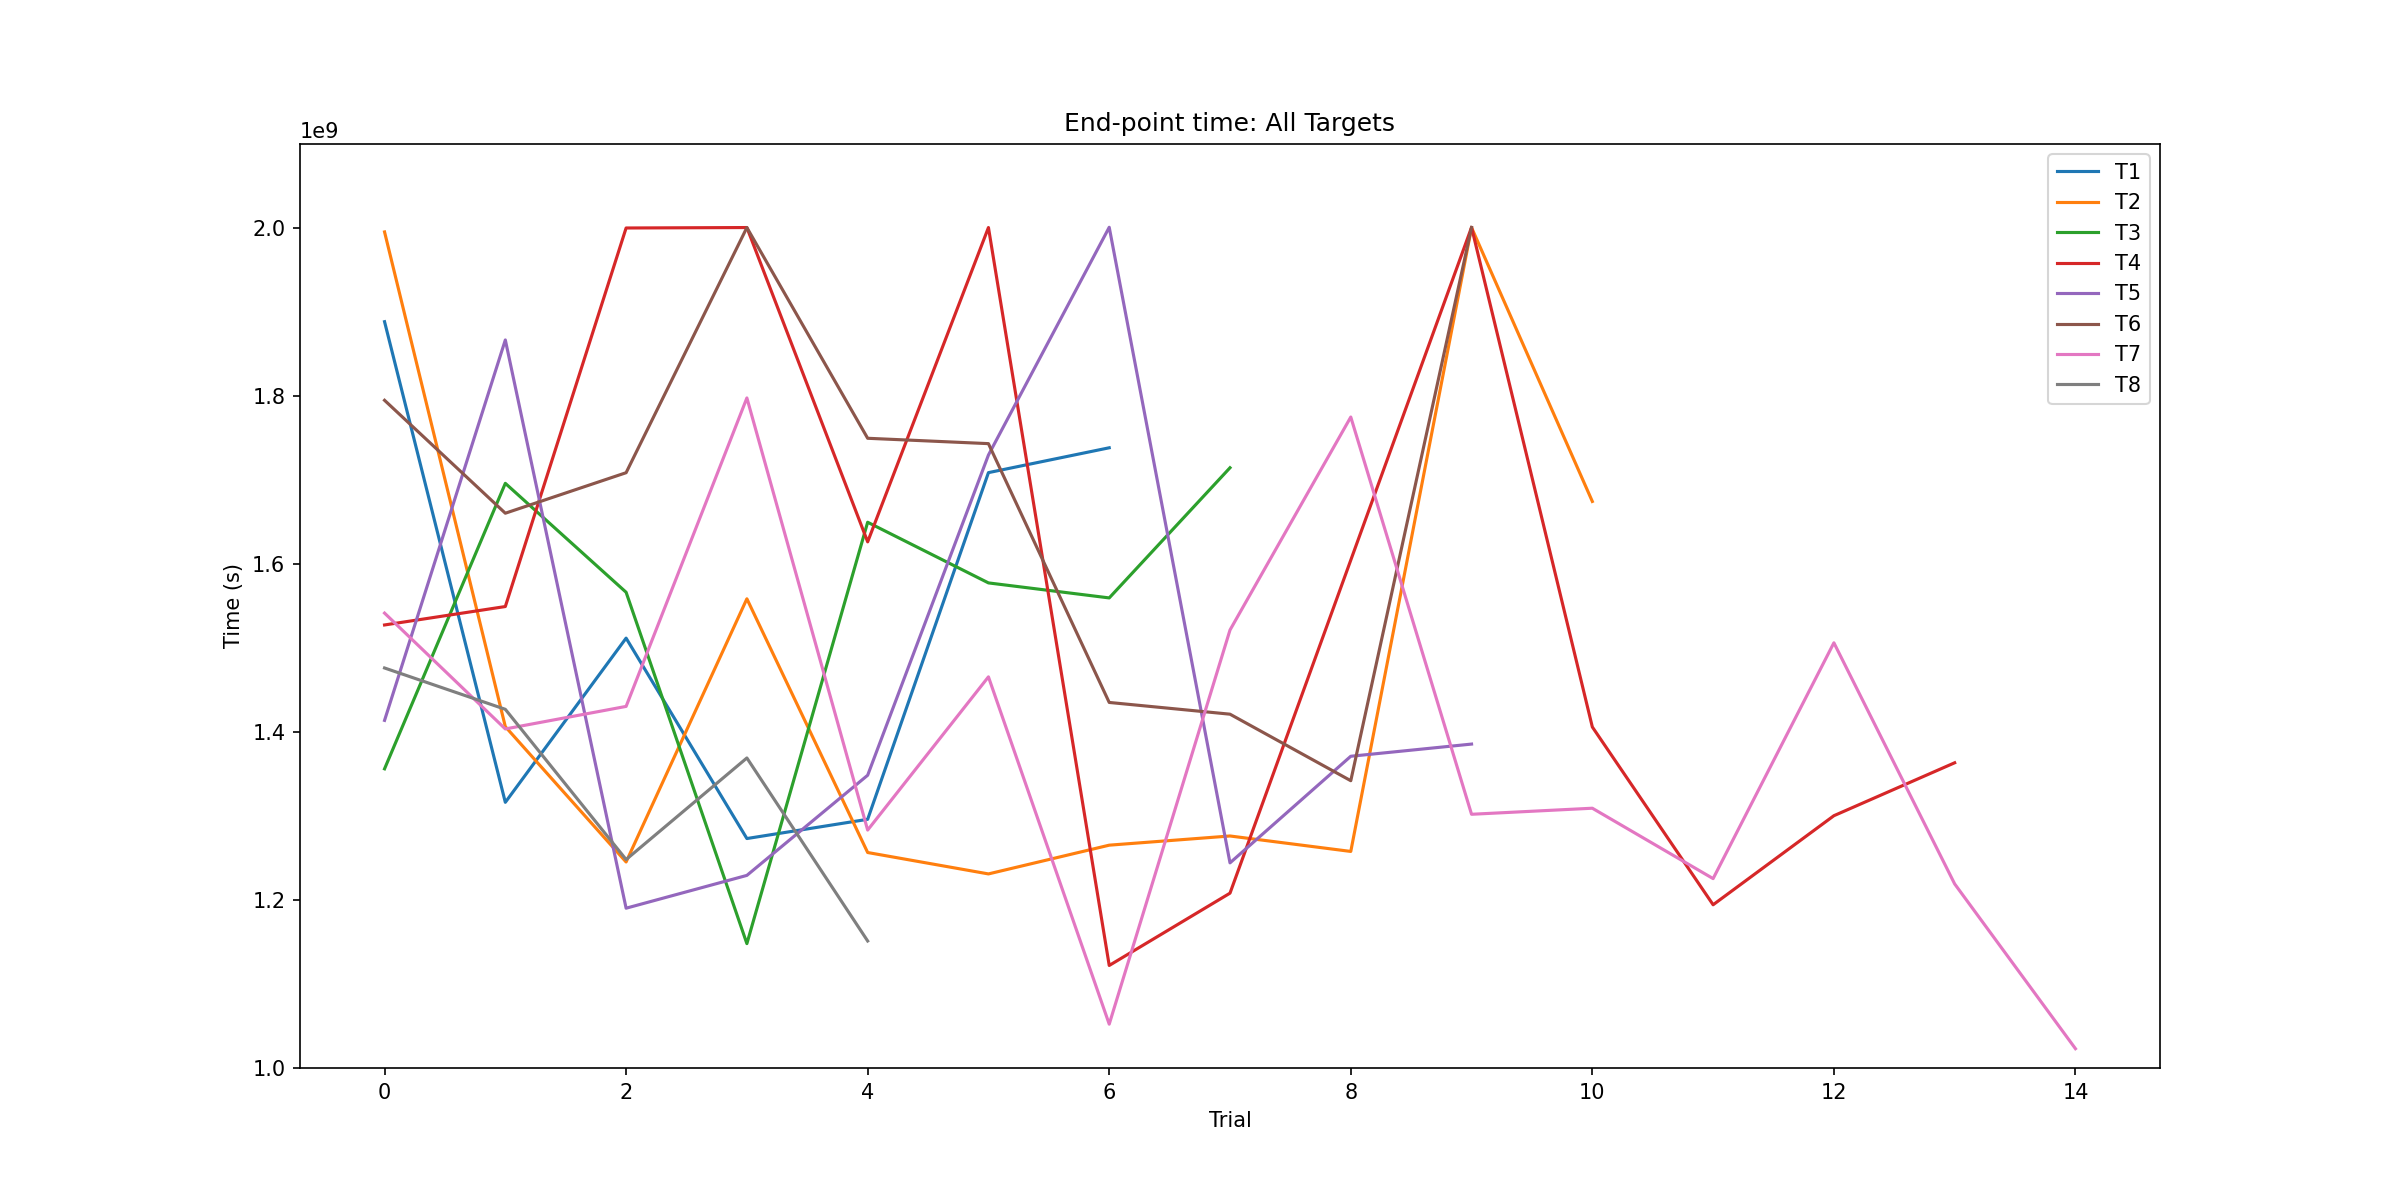 End-point time: All Targets
1e9
2.0
1.8
1.6
1.4
1.2
1.0
Time (s)
0 2 4 6 8 10 12 14
Trial
T1
T2
T3
T4
T5
T6
T7
T8